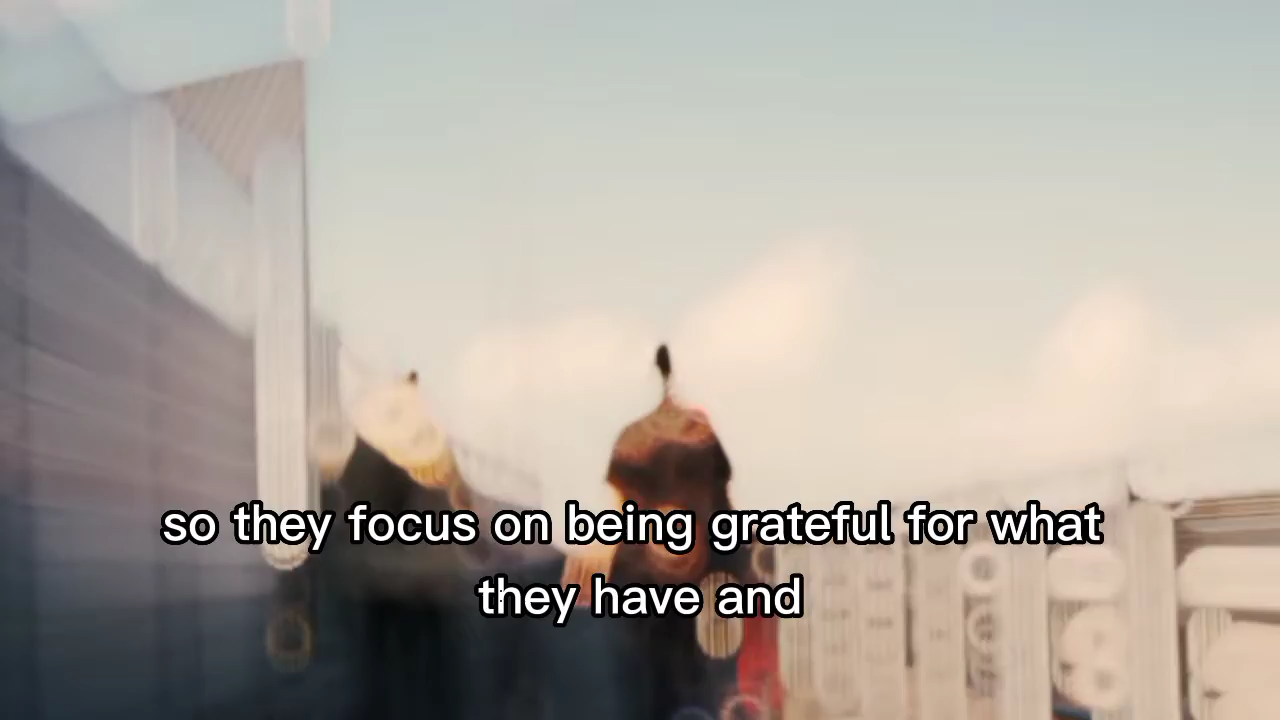 so they focus on being grateful for what
they have and